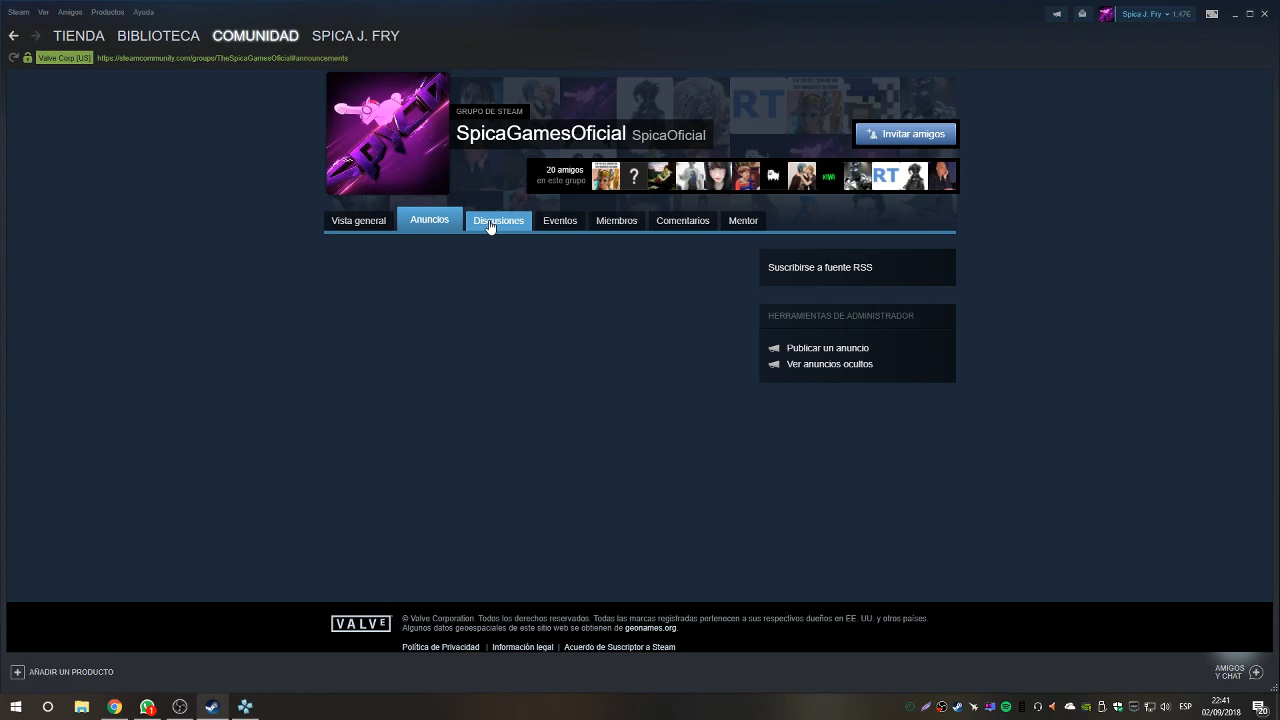 Steam Ver Amigos Productos Ayuda
Spica J. Fry 1,47€
TIENDA BIBLIOTECA COMUNIDAD SPICA J. FRY
Valve Corp [US] https://steamcommunity.com/groups/TheSpicaGamesOficial#announcements
GRUPO DE STEAM
SpicaGamesOficial SpicaOficial
Invitar amigos
20 amigos
en este grupo
RT
RT
Vista general Anuncios Discusiones Eventos Miembros Comentarios Mentor
Suscribirse a fuente RSS
HERRAMIENTAS DE ADMINISTRADOR
Publicar un anuncio
Ver anuncios ocultos
VALVE
© Valve Corporation. Todos los derechos reservados. Todas las marcas registradas pertenecen a sus respectivos dueños en EE. UU. y otros países.
Algunos datos geoespaciales de este sitio web se obtienen de geonames.org.
Política de Privacidad | Información legal | Acuerdo de Suscriptor a Steam
AÑADIR UN PRODUCTO
AMIGOS
Y CHAT
1
ESP
22:41
02/09/2018